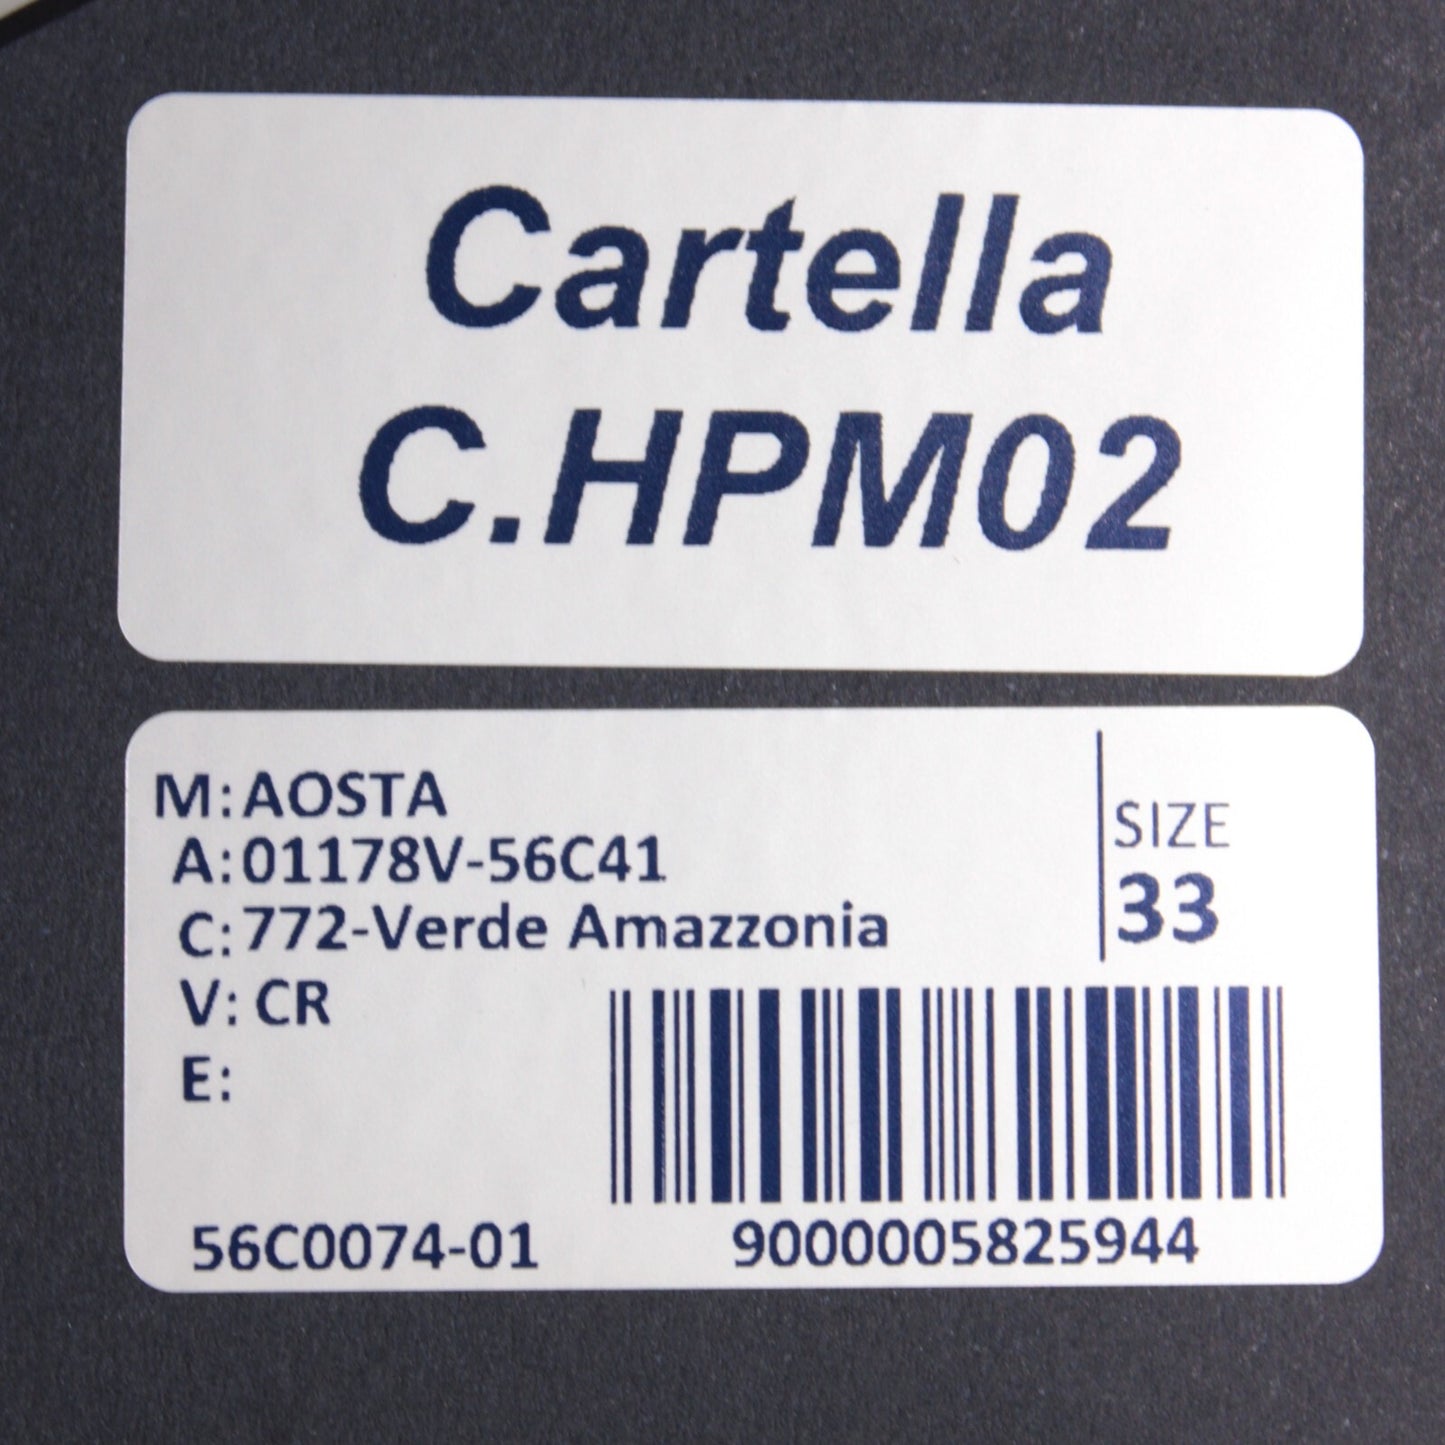 Cartella
C.HPM02
M: AOSTA
A: 01178V-56C41
C: 772-Verde Amazzonia
V: CR
E:
SIZE
33
56C0074-01
9000005825944